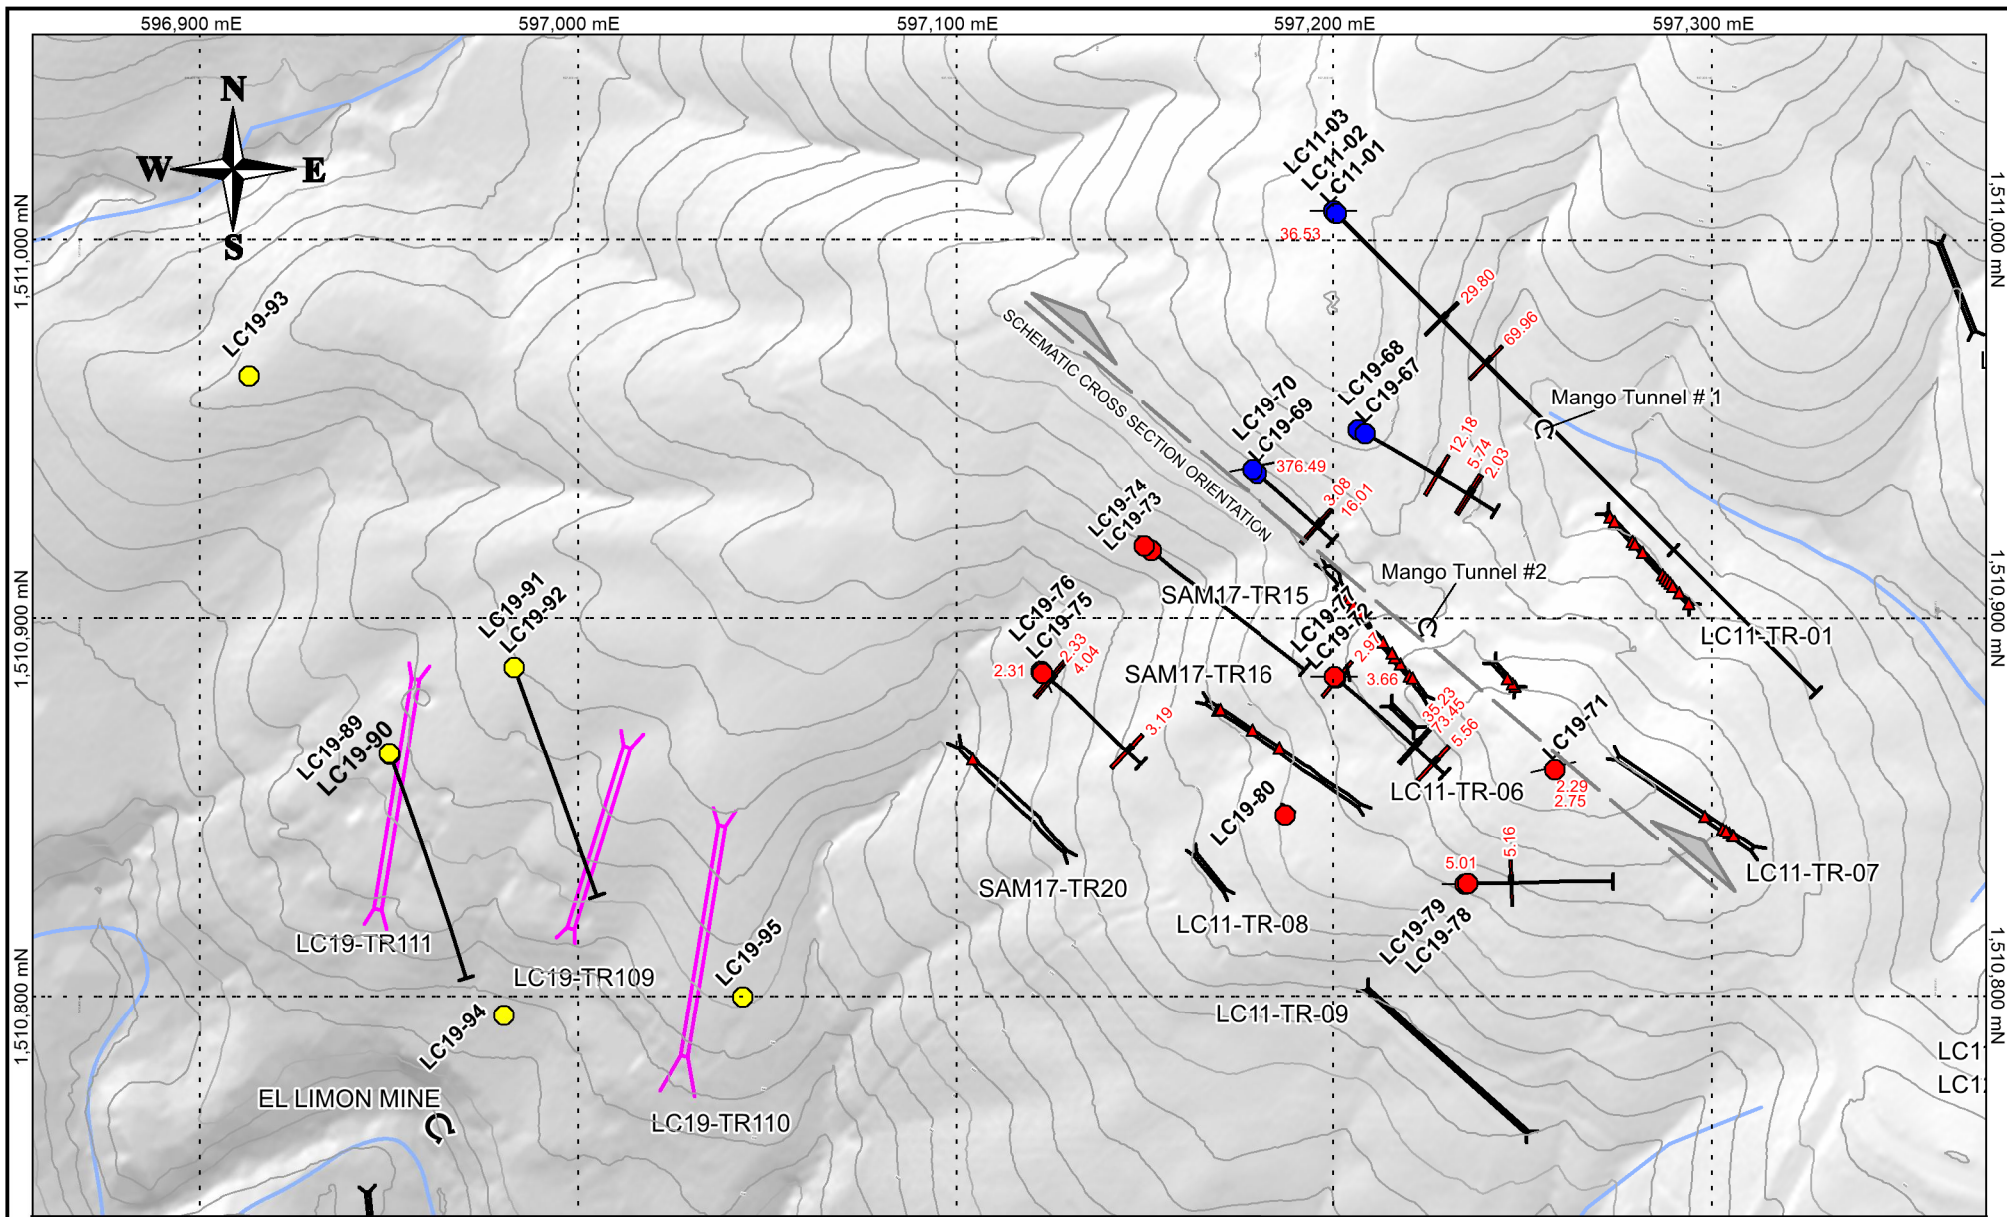 596,900 mE
597,000 mE
597,100 mE
597,200 mE
597,300 mE
N
W
E
S
1,511,000 mN
1,511,000 mN
LC11-03
LC11-02
LC11-01
36.53
29.80
69.96
LC19-93
SCHEMATIC CROSS SECTION ORIENTATION
Mango Tunnel # 1
LC19-68
LC19-67
12.18
5.74
2.03
LC19-70
LC19-69
376.49
3.08
16.01
LC19-74
LC19-73
Mango Tunnel #2
SAM17-TR15
LC19-77
LC19-72
2.97
3.66
LC11-TR-01
1,510,900 mN
1,510,900 mN
LC19-91
LC19-92
LC19-76
LC19-75
2.31
2.33
4.04
3.19
SAM17-TR16
35.23
73.45
5.56
LC19-71
2.29
2.75
LC19-89
LC19-90
LC11-TR-06
LC19-80
5.01
5.16
LC11-TR-07
SAM17-TR20
LC11-TR-08
LC19-79
LC19-78
LC19-TR111
LC19-TR109
LC19-95
1,510,800 mN
1,510,800 mN
LC19-94
LC11-TR-09
EL LIMON MINE
LC19-TR110